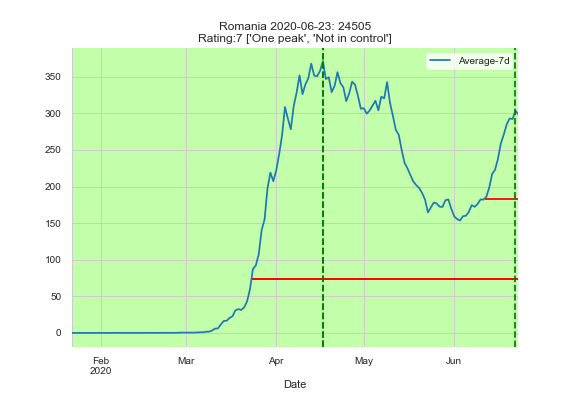 Romania 2020-06-23: 24505
Rating:7 ['One peak', 'Not in control']
Average-7d
350
300
250
200
150
100
50
0
Feb
2020
Mar
Apr
May
Jun
Date